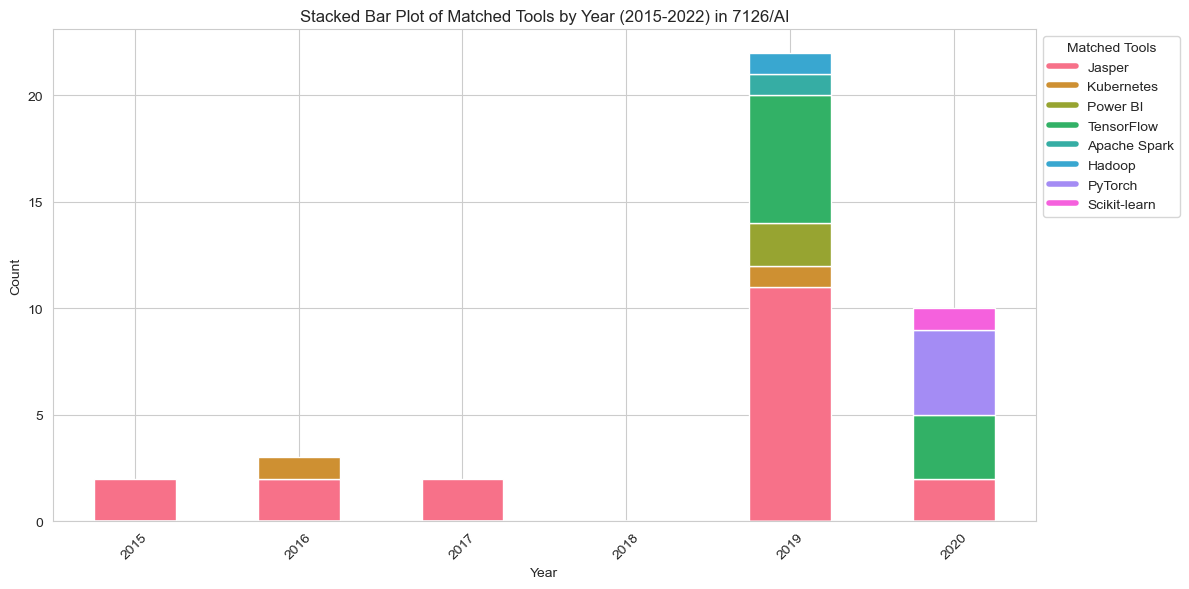 Stacked Bar Plot of Matched Tools by Year (2015-2022) in 7126/AI
Matched Tools
Jasper
Kubernetes
Power BI
TensorFlow
Apache Spark
Hadoop
PyTorch
Scikit-learn
Count
20
15
10
5
0
2015
2016
2017
2018
2019
2020
Year